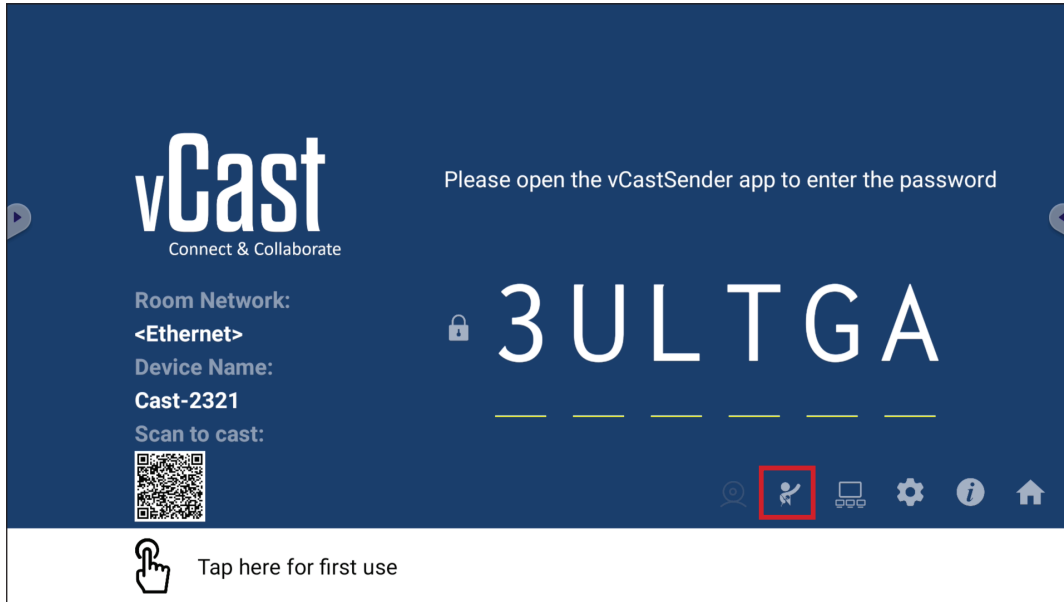 vCast
Connect & Collaborate
Please open the vCastSender app to enter the password
Room Network:
<Ethernet>
Device Name:
Cast-2321
Scan to cast:
3ULTGA
Tap here for first use